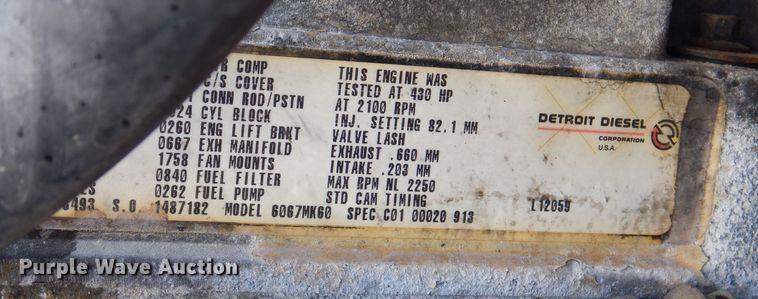 COMP THIS ENGINE WAS
C/S COVER TESTED AT 430 HP
CONN ROD/PSTN AT 2100 RPM
CYL BLOCK INJ. SETTING 82.1 MM
0260 ENG LIFT BRKT VALVE LASH
0667 EXH MANIFOLD EXHAUST .660 MM
1758 FAN MOUNTS INTAKE .203 MM
0840 FUEL FILTER MAX RPM NL 2250
0262 FUEL PUMP STD CAM TIMING
S.O. 1487182 MODEL 6067MK60 SPEC C01 00020 913
L12059
DETROIT DIESEL
CORPORATION
U.S.A.
Purple Wave Auction